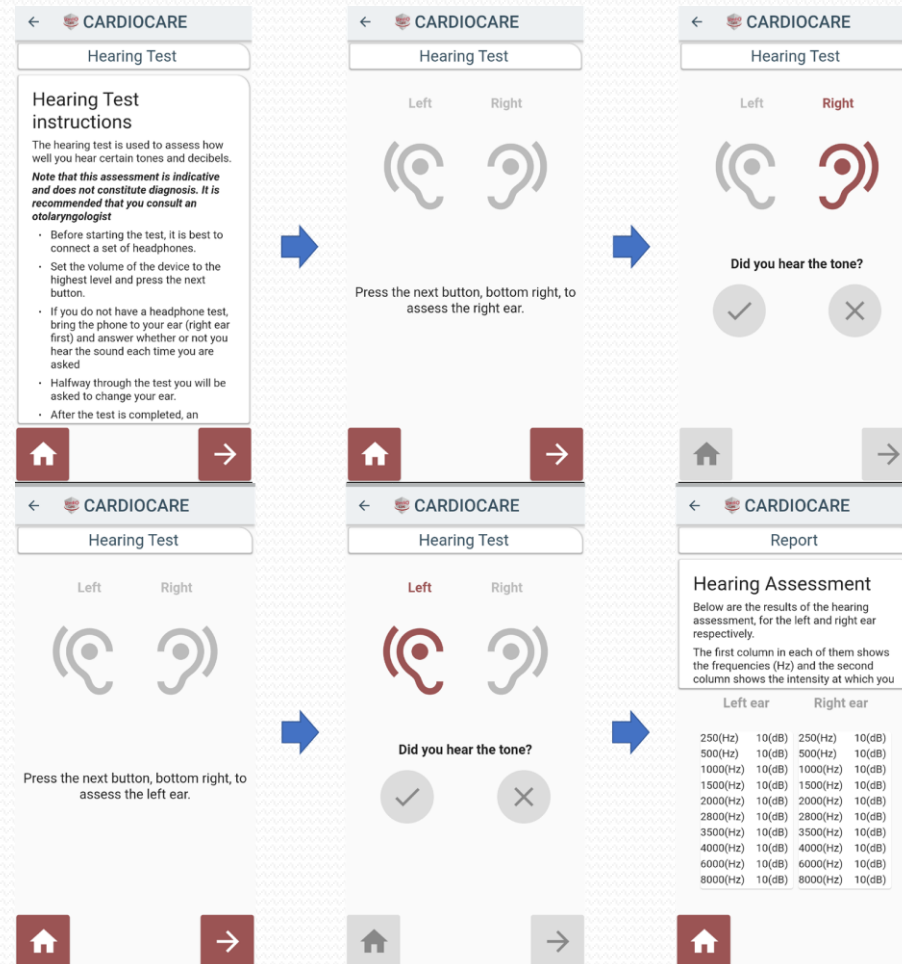 CARDIOCARE
Hearing Test
Hearing Test
instructions
The hearing test is used to assess how
well you hear certain tones and decibels.
Note that this assessment is indicative
and does not constitute diagnosis. It is
recommended that you consult an
otolaryngologist
· Before starting the test, it is best to
connect a set of headphones.
· Set the volume of the device to the
highest level and press the next
button.
· If you do not have a headphone test,
bring the phone to your ear (right ear
first) and answer whether or not you
hear the sound each time you are
asked
· Halfway through the test you will be
asked to change your ear.
· After the test is completed, an
CARDIOCARE
Hearing Test
Left Right
Press the next button, bottom right, to
assess the right ear.
CARDIOCARE
Hearing Test
Left Right
Did you hear the tone?
CARDIOCARE
Hearing Test
Left Right
Press the next button, bottom right, to
assess the left ear.
CARDIOCARE
Hearing Test
Left Right
Did you hear the tone?
CARDIOCARE
Report
Hearing Assessment
Below are the results of the hearing
assessment, for the left and right ear
respectively.
The first column in each of them shows
the frequencies (Hz) and the second
column shows the intensity at which you
Left ear Right ear
250(Hz) 10(dB) 250(Hz) 10(dB)
500(Hz) 10(dB) 500(Hz) 10(dB)
1000(Hz) 10(dB) 1000(Hz) 10(dB)
1500(Hz) 10(dB) 1500(Hz) 10(dB)
2000(Hz) 10(dB) 2000(Hz) 10(dB)
2800(Hz) 10(dB) 2800(Hz) 10(dB)
3500(Hz) 10(dB) 3500(Hz) 10(dB)
4000(Hz) 10(dB) 4000(Hz) 10(dB)
6000(Hz) 10(dB) 6000(Hz) 10(dB)
8000(Hz) 10(dB) 8000(Hz) 10(dB)